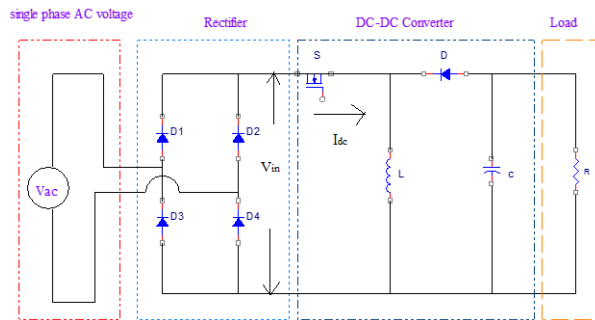 single phase AC voltage
Rectifier
DC-DC Converter
Load
S
D
D1
D2
Vin
Idc
Vac
L
C
R
D3
D4